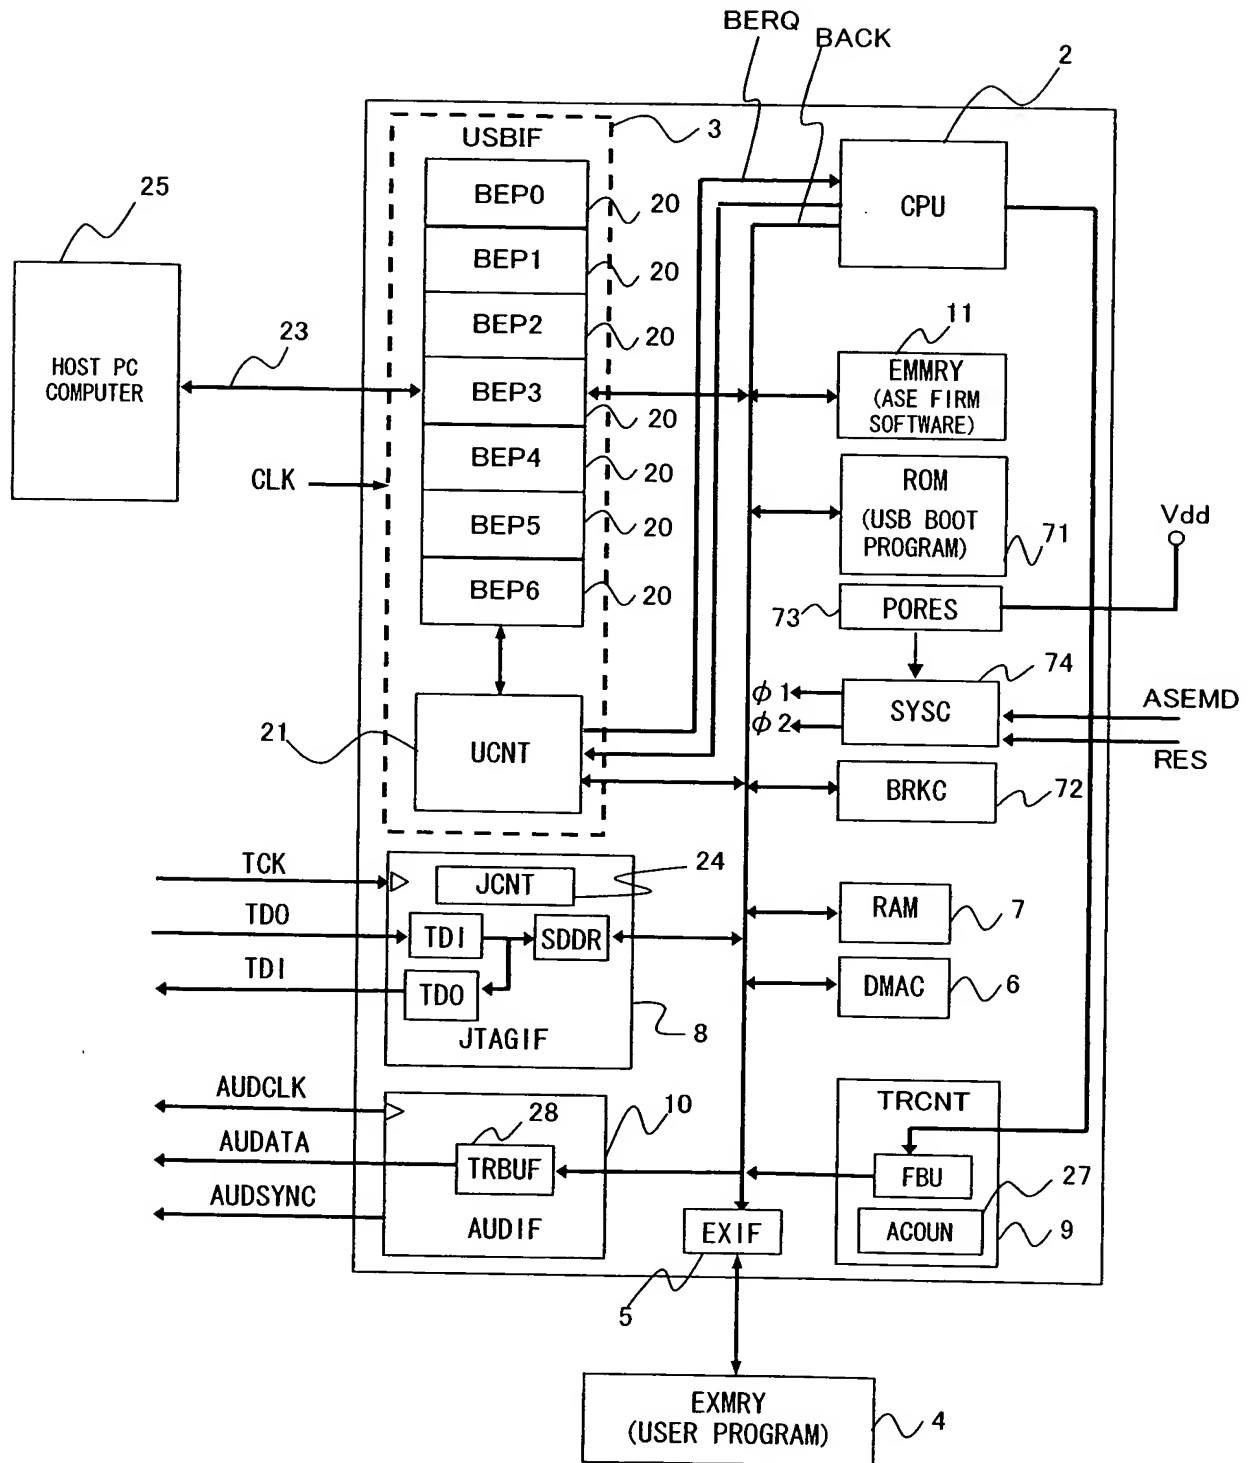 BERQ
BACK
2
3
USBIF
CPU
25
BEP0
20
BEP1
20
BEP2
20
HOST PC
COMPUTER
23
BEP3
20
BEP4
20
BEP5
20
BEP6
20
CLK
11
EMMRY
(ASE FIRM
SOFTWARE)
ROM
(USB BOOT
PROGRAM)
71
Vdd
73
PORES
74
φ1
φ2
SYSC
ASEMD
RES
21
UCNT
BRKC
72
TCK
24
JCNT
TDO
TDI
SDDR
TDI
TDO
JTAGIF
8
RAM
7
DMAC
6
AUDCLK
28
10
AUDATA
TRBUF
AUDSYNC
AUDIF
TRCNT
FBU
27
ACOUN
9
EXIF
5
EXMRY
(USER PROGRAM)
4